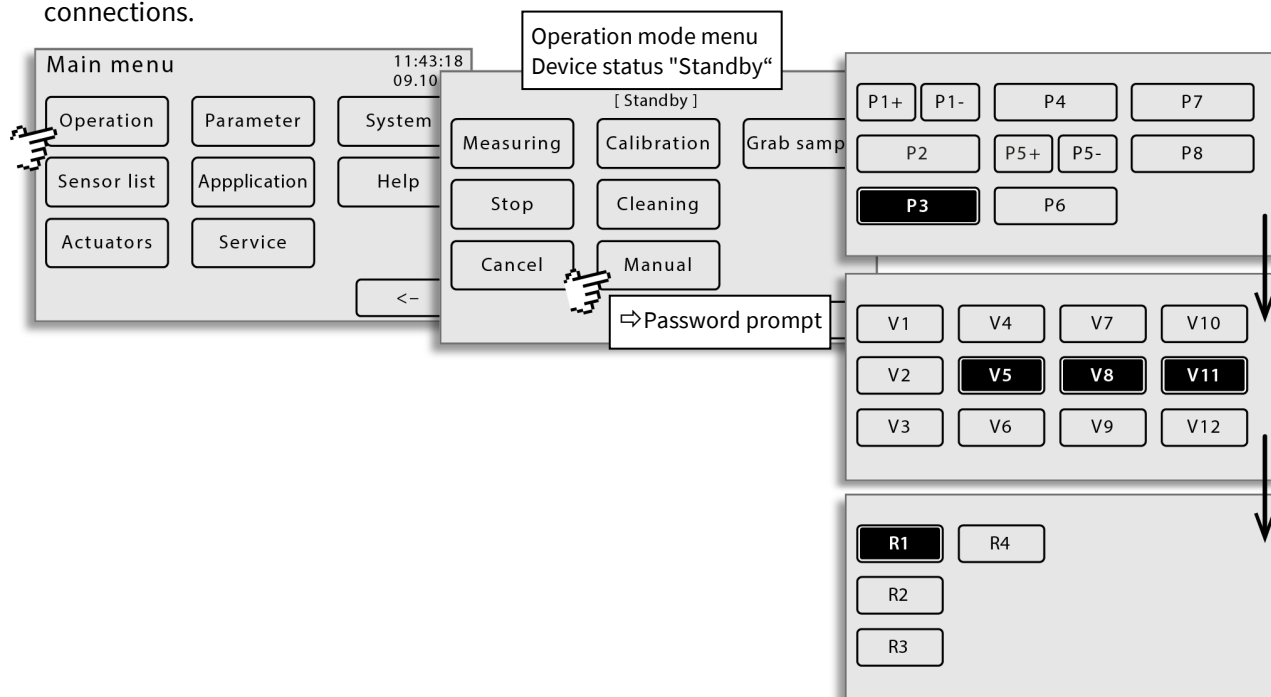 connections.
Operation mode menu
Device status "Standby“
Main menu
11:43:18
09.10
Operation Parameter System
Sensor list Appplication Help
Actuators Service
<–
[ Standby ]
Measuring Calibration Grab samp
Stop Cleaning
Cancel Manual
⇨Password prompt
P1+ P1- P4 P7
P2 P5+ P5- P8
P3 P6
V1 V4 V7 V10
V2 V5 V8 V11
V3 V6 V9 V12
R1 R4
R2
R3